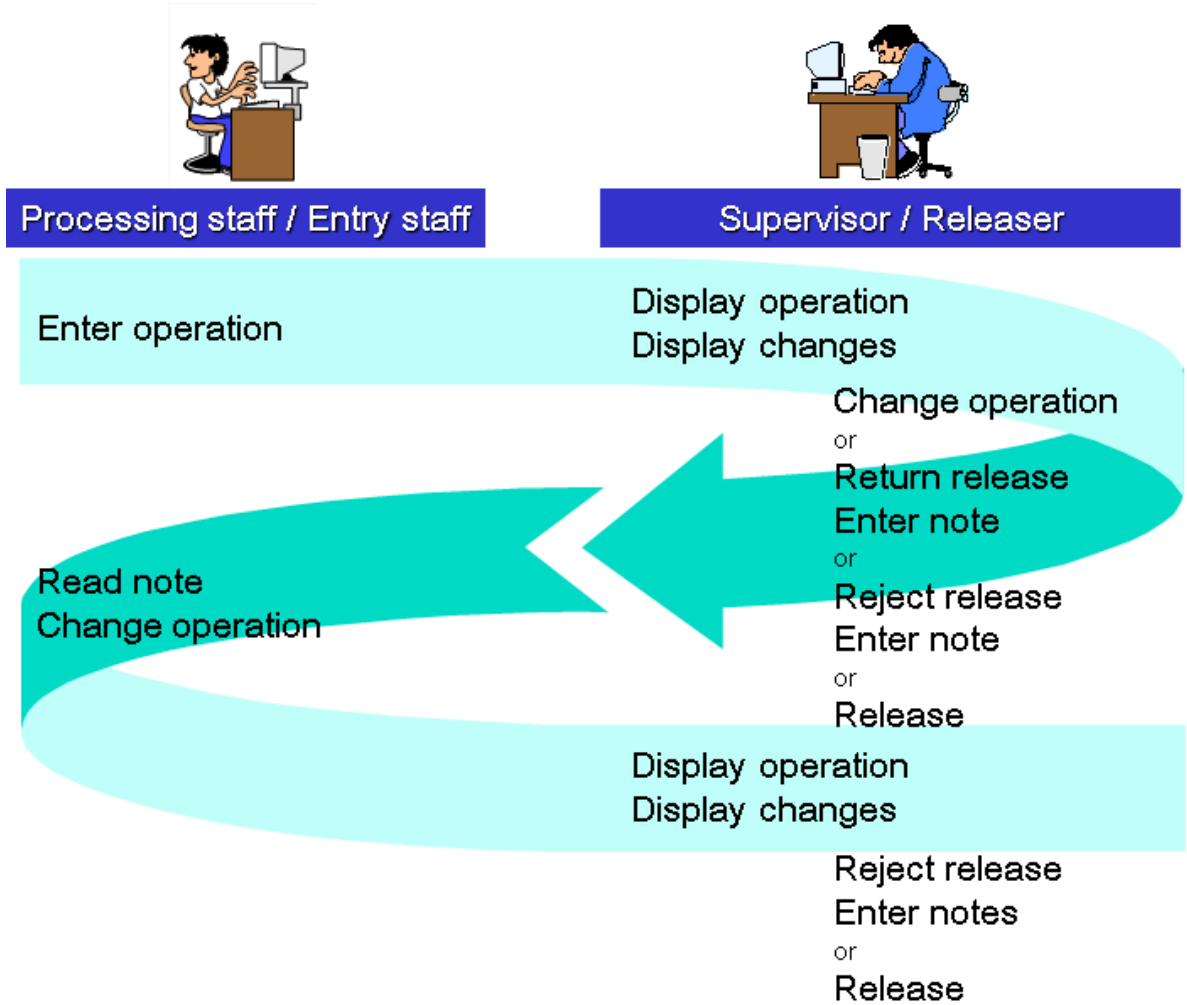 Processing staff / Entry staff
Supervisor / Releaser
Enter operation
Display operation
Display changes
Change operation
or
Return release
Enter note
or
Reject release
Enter note
or
Release
Read note
Change operation
Display operation
Display changes
Reject release
Enter notes
or
Release